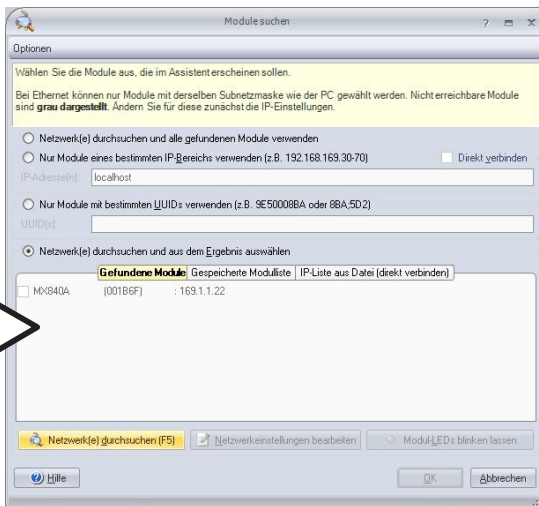 Module suchen
Optionen
Wählen Sie die Module aus, die im Assistent erscheinen sollen.
Bei Ethernet können nur Module mit derselben Subnetzmaske wie der PC gewählt werden. Nicht erreichbare Module
sind grau dargestellt. Ändern Sie für diese zunächst die IP-Einstellungen.
Netzwerk(e) durchsuchen und alle gefundenen Module verwenden
Nur Module eines bestimmten IP-Bereichs verwenden (z.B. 192.168.169.30-70) Direkt verbinden
IP-Adresse(n): localhost
Nur Module mit bestimmten UUIDs verwenden (z.B. 9E50008BA oder 8BA;5D2)
UUID(s):
Netzwerk(e) durchsuchen und aus dem Ergebnis auswählen
Gefundene Module Gespeicherte Modulliste IP-Liste aus Datei (direkt verbinden)
MX840A (001B6F) : 169.1.1.22
Netzwerk(e) durchsuchen (F5) Netzwerkeinstellungen bearbeiten Modul-LEDs blinken lassen
Hilfe OK Abbrechen